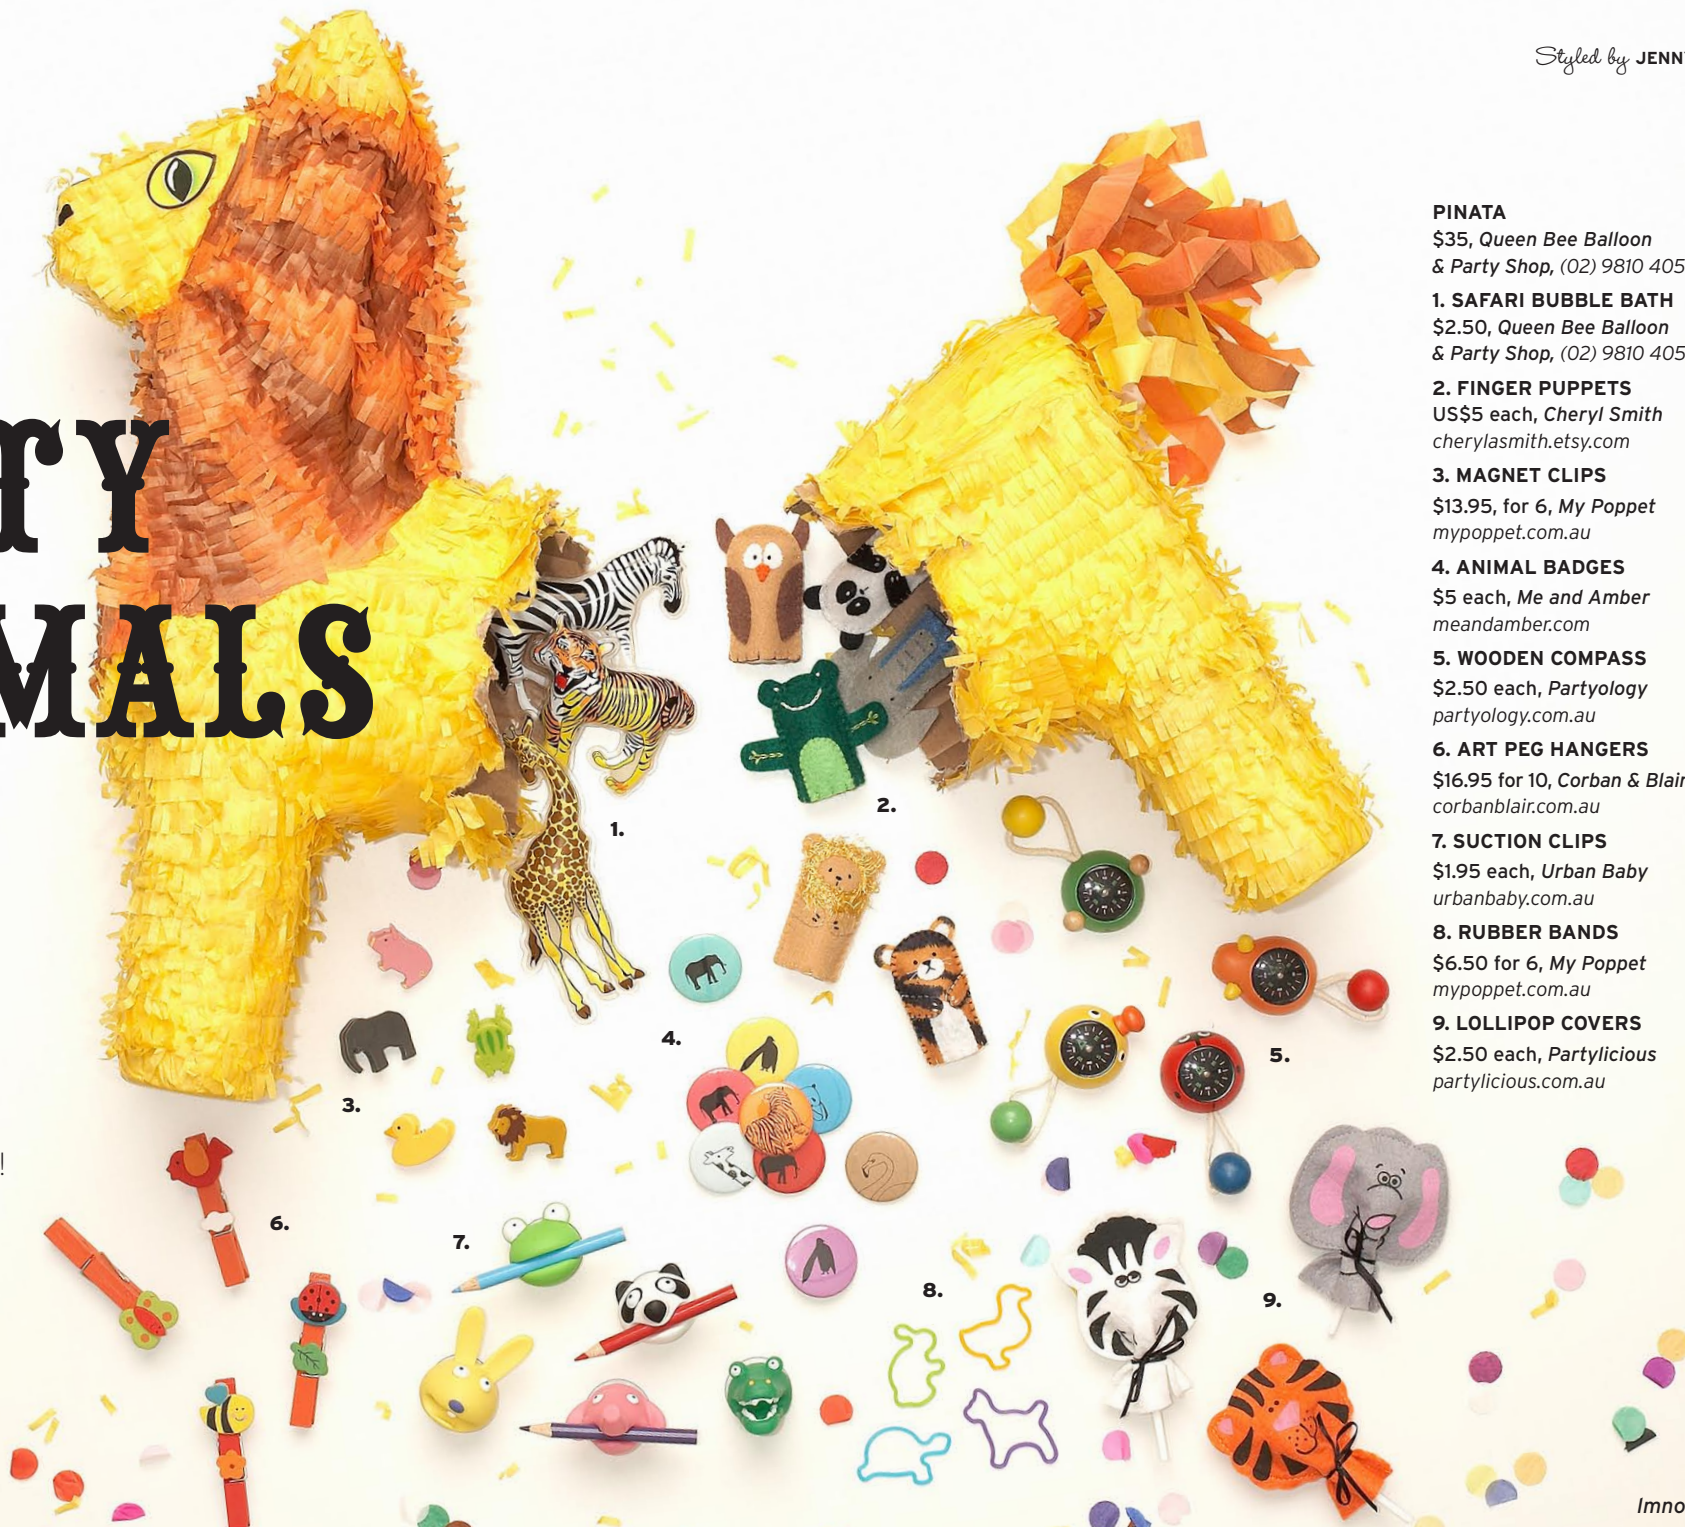 Styled by
TY
MALS
PINATA
$35, Queen Bee Balloon
& Party Shop, (02) 9810 405
1. SAFARI BUBBLE BATH
$2.50, Queen Bee Balloon
& Party Shop, (02) 9810 405
2. FINGER PUPPETS
US$5 each, Cheryl Smith
cherylasmith.etsy.com
3. MAGNET CLIPS
$13.95, for 6, My Poppet
mypoppet.com.au
4. ANIMAL BADGES
$5 each, Me and Amber
meandamber.com
5. WOODEN COMPASS
$2.50 each, Partyology
partyology.com.au
6. ART PEG HANGERS
$16.95 for 10, Corban & Blair
corbanblair.com.au
7. SUCTION CLIPS
$1.95 each, Urban Baby
urbanbaby.com.au
8. RUBBER BANDS
$6.50 for 6, My Poppet
mypoppet.com.au
9. LOLLIPOP COVERS
$2.50 each, Partylicious
partylicious.com.au
1.
2.
3.
4.
5.
6.
7.
8.
9.
!